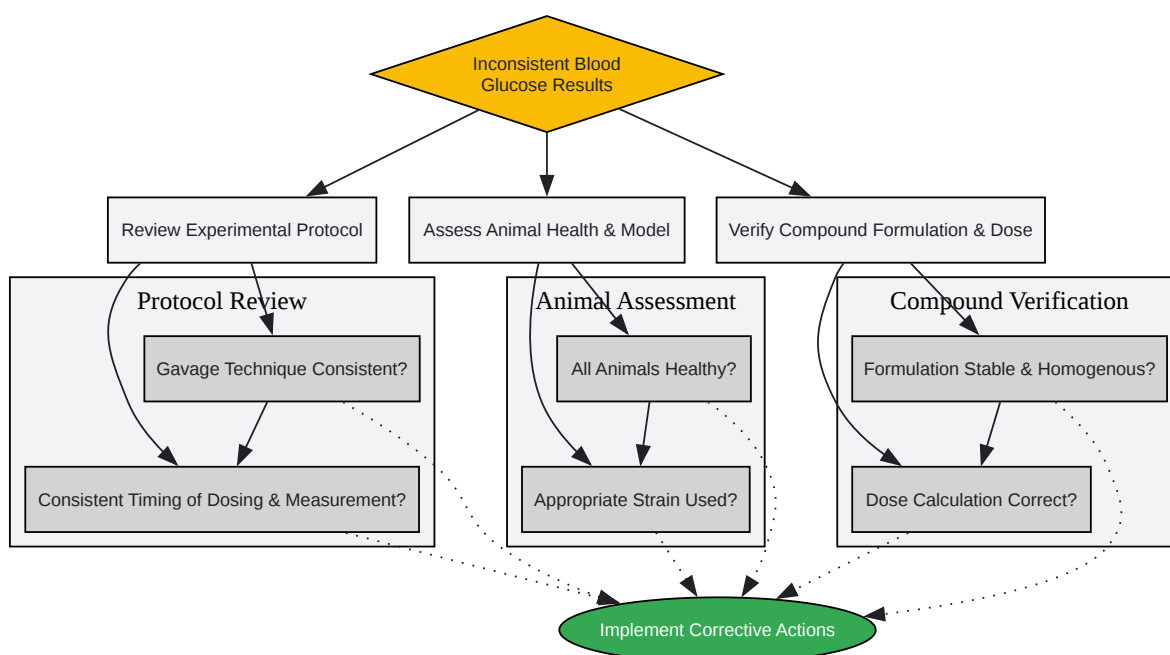 Inconsistent Blood
Glucose Results
Review Experimental Protocol
Assess Animal Health & Model
Verify Compound Formulation & Dose
Protocol Review
Animal Assessment
Compound Verification
Gavage Technique Consistent?
All Animals Healthy?
Formulation Stable & Homogenous?
Consistent Timing of Dosing & Measurement?
Appropriate Strain Used?
Dose Calculation Correct?
Implement Corrective Actions